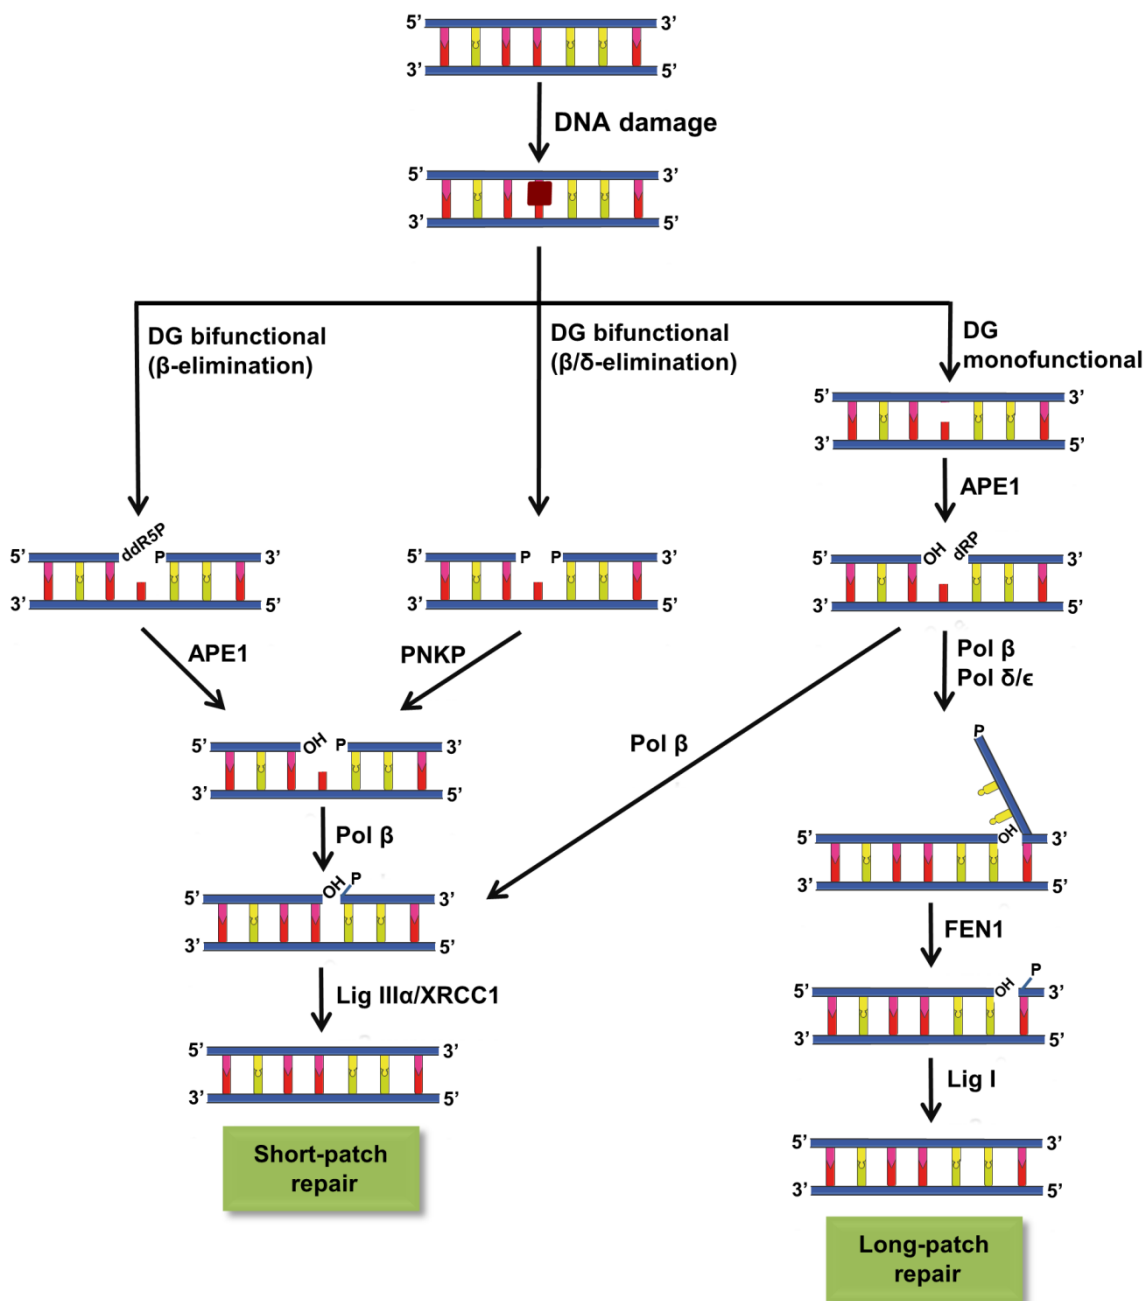 5’ 3’
3’ 5’
DNA damage
5’ 3’
3’ 5’
DG bifunctional
(β-elimination)
DG bifunctional
(β/δ-elimination)
DG
monofunctional
5’ 3’
3’ 5’
APE1
5’ ddR5P P 3’
3’ 5’
5’ P P 3’
3’ 5’
5’ OH dRP 3’
3’ 5’
APE1
PNKP
Pol β
Pol δ/ϵ
Pol β
5’ OH P 3’
3’ 5’
P
OH
5’ 3’
3’ 5’
Pol β
5’ OH P 3’
3’ 5’
FEN1
Lig IIIα/XRCC1
5’ OH P 3’
3’ 5’
5’ 3’
3’ 5’
Lig I
Short-patch
repair
5’ 3’
3’ 5’
Long-patch
repair